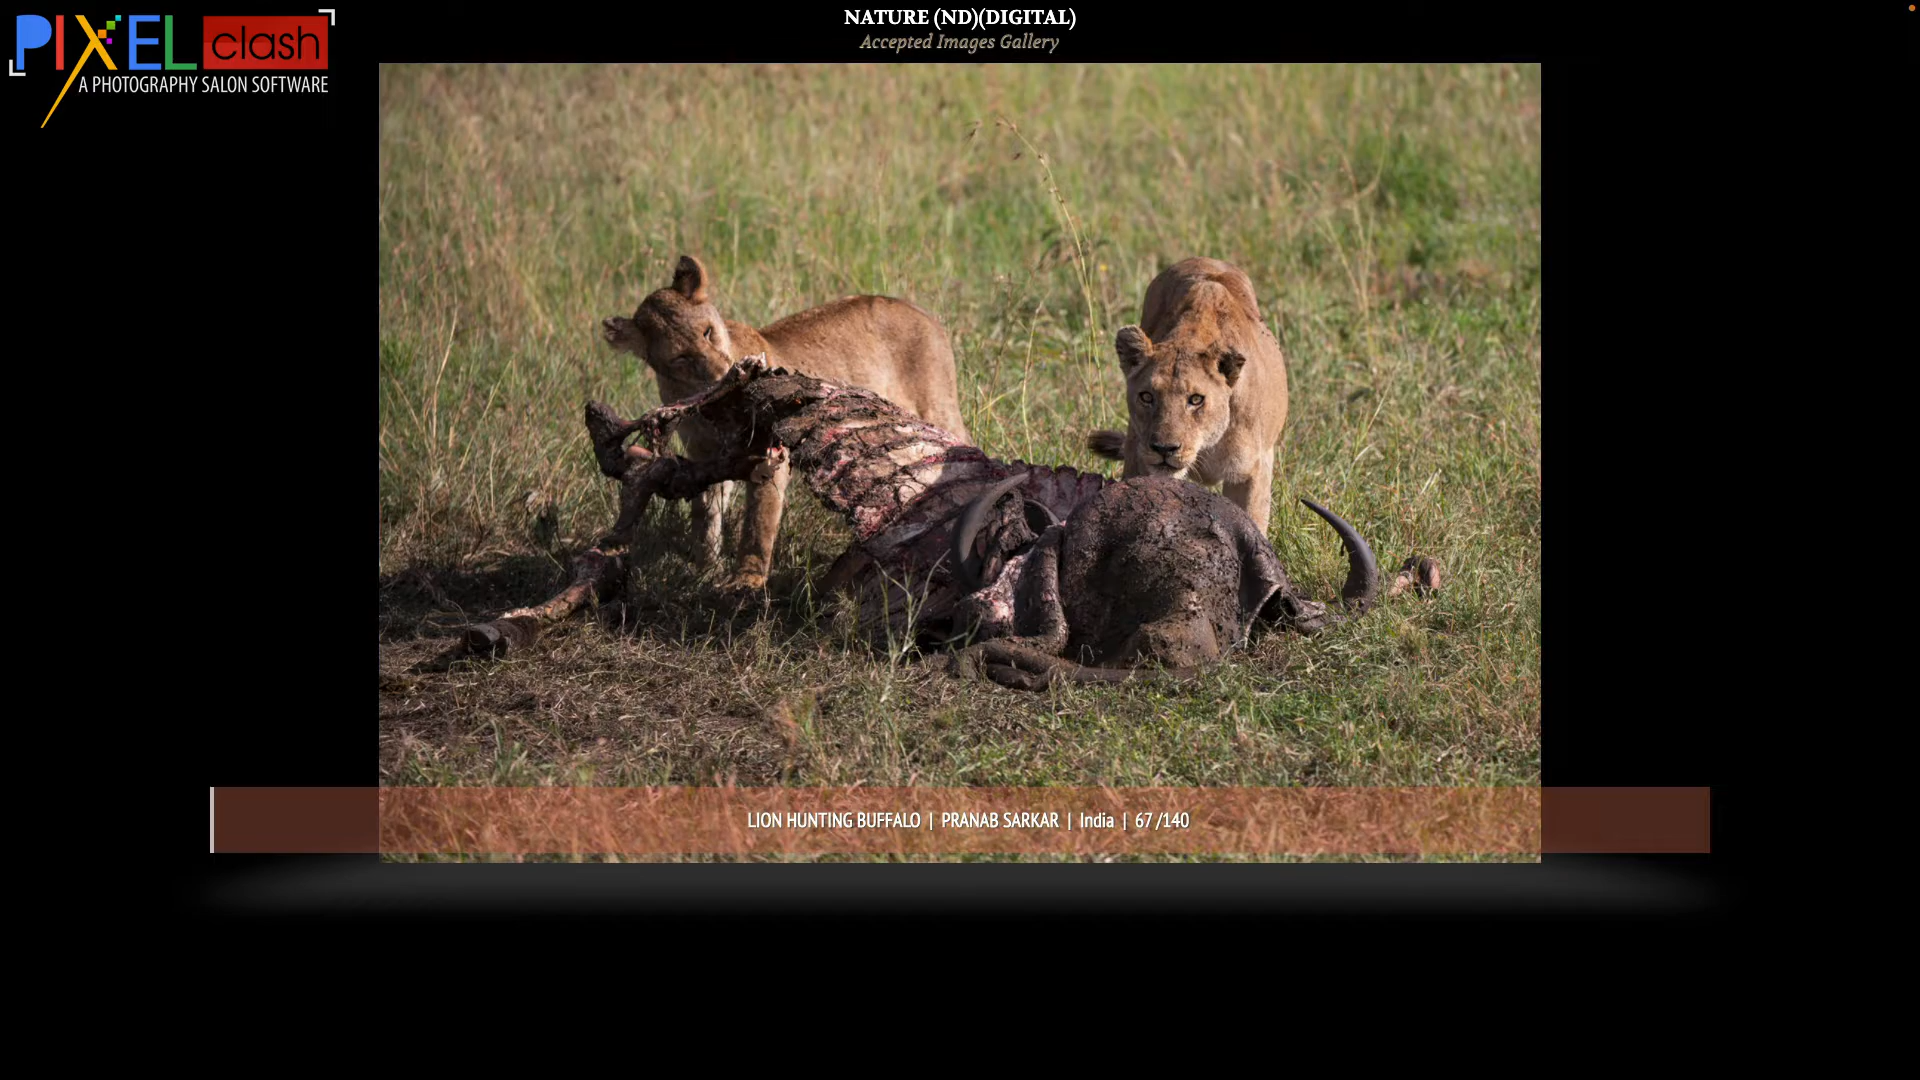 PIXEL clash
A PHOTOGRAPHY SALON SOFTWARE
NATURE (ND)(DIGITAL)
Accepted Images Gallery
LION HUNTING BUFFALO | PRANAB SARKAR | India | 67 /140